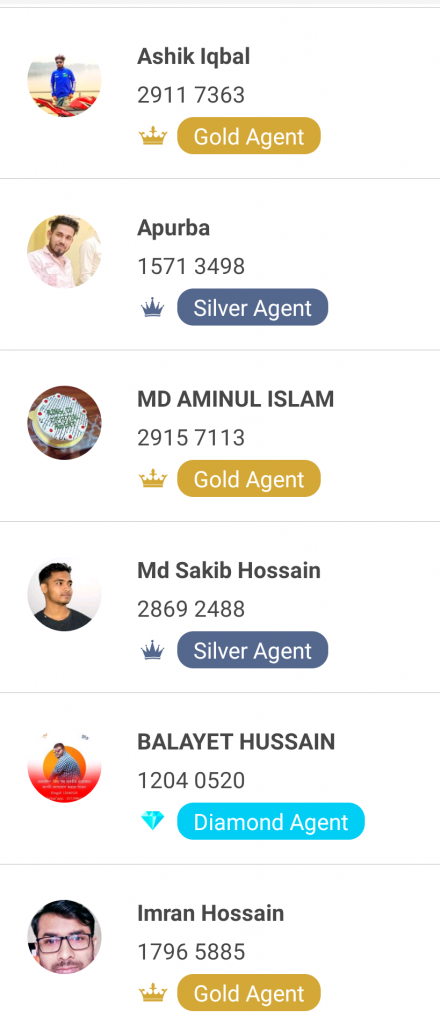 Ashik Iqbal
2911 7363
Gold Agent
Apurba
1571 3498
Silver Agent
MD AMINUL ISLAM
2915 7113
Gold Agent
Md Sakib Hossain
2869 2488
Silver Agent
BALAYET HUSSAIN
1204 0520
Diamond Agent
Imran Hossain
1796 5885
Gold Agent